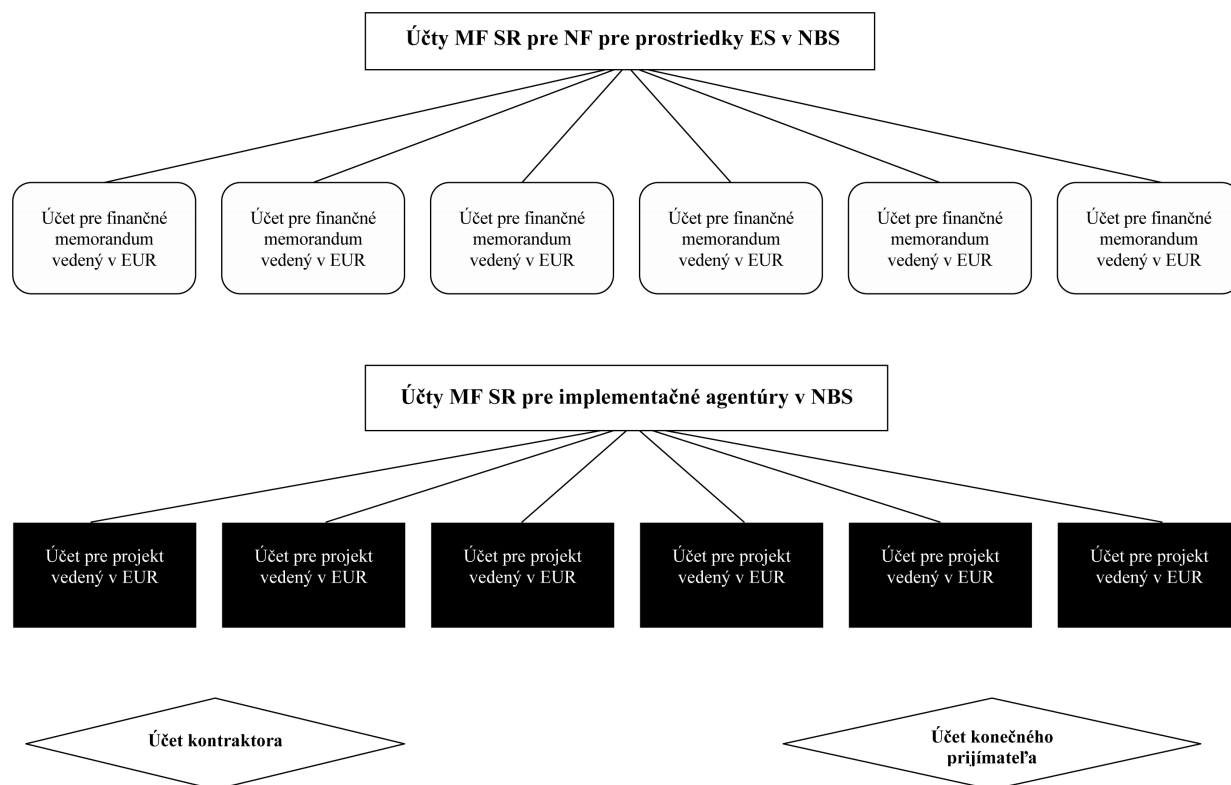 Účty MF SR pre NF pre prostriedky ES v NBS
Účet pre finančné
memorandum
vedený v EUR
Účet pre finančné
memorandum
vedený v EUR
Účet pre finančné
memorandum
vedený v EUR
Účet pre finančné
memorandum
vedený v EUR
Účet pre finančné
memorandum
vedený v EUR
Účet pre finančné
memorandum
vedený v EUR
Účty MF SR pre implementačné agentúry v NBS
Účet pre projekt
vedený v EUR
Účet pre projekt
vedený v EUR
Účet pre projekt
vedený v EUR
Účet pre projekt
vedený v EUR
Účet pre projekt
vedený v EUR
Účet pre projekt
vedený v EUR
Účet kontraktora
Účet konečného
prijímateľa